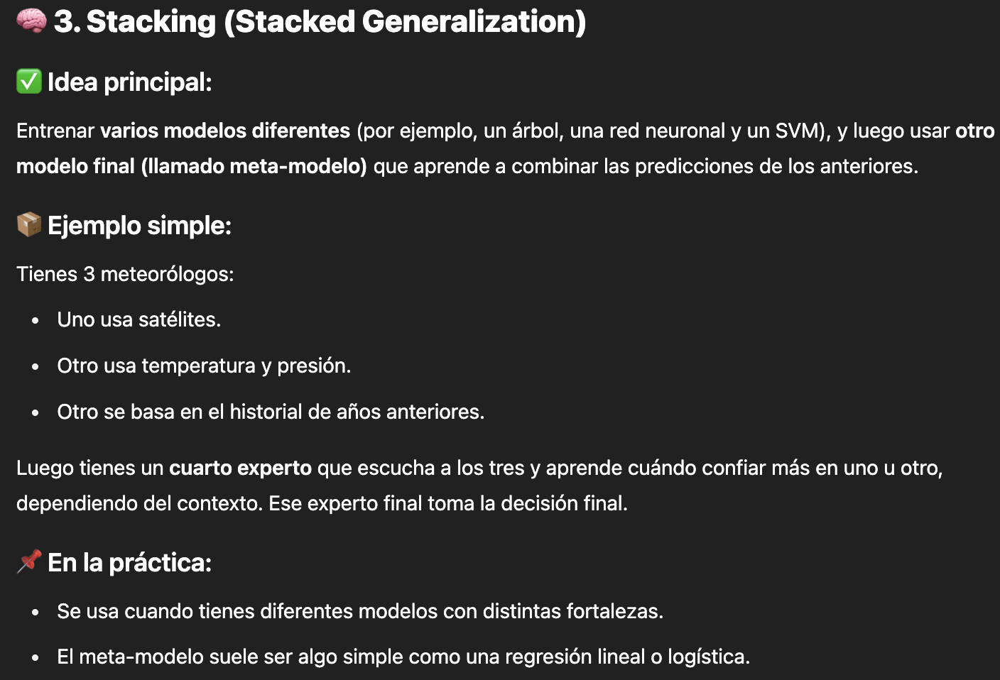 🧠 3. Stacking (Stacked Generalization)
✅ Idea principal:
Entrenar varios modelos diferentes (por ejemplo, un árbol, una red neuronal y un SVM), y luego usar otro
modelo final (llamado meta-modelo) que aprende a combinar las predicciones de los anteriores.
📦 Ejemplo simple:
Tienes 3 meteorólogos:
• Uno usa satélites.
• Otro usa temperatura y presión.
• Otro se basa en el historial de años anteriores.
Luego tienes un cuarto experto que escucha a los tres y aprende cuándo confiar más en uno u otro,
dependiendo del contexto. Ese experto final toma la decisión final.
📌 En la práctica:
• Se usa cuando tienes diferentes modelos con distintas fortalezas.
• El meta-modelo suele ser algo simple como una regresión lineal o logística.